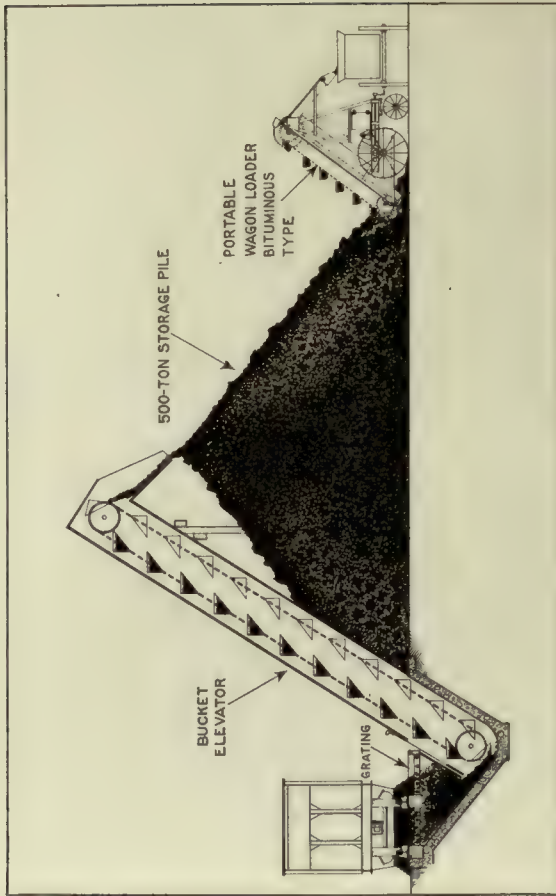 500-TON STORAGE PILE
PORTABLE
WAGON LOADER
BITUMINOUS
TYPE
BUCKET
ELEVATOR
GRATING